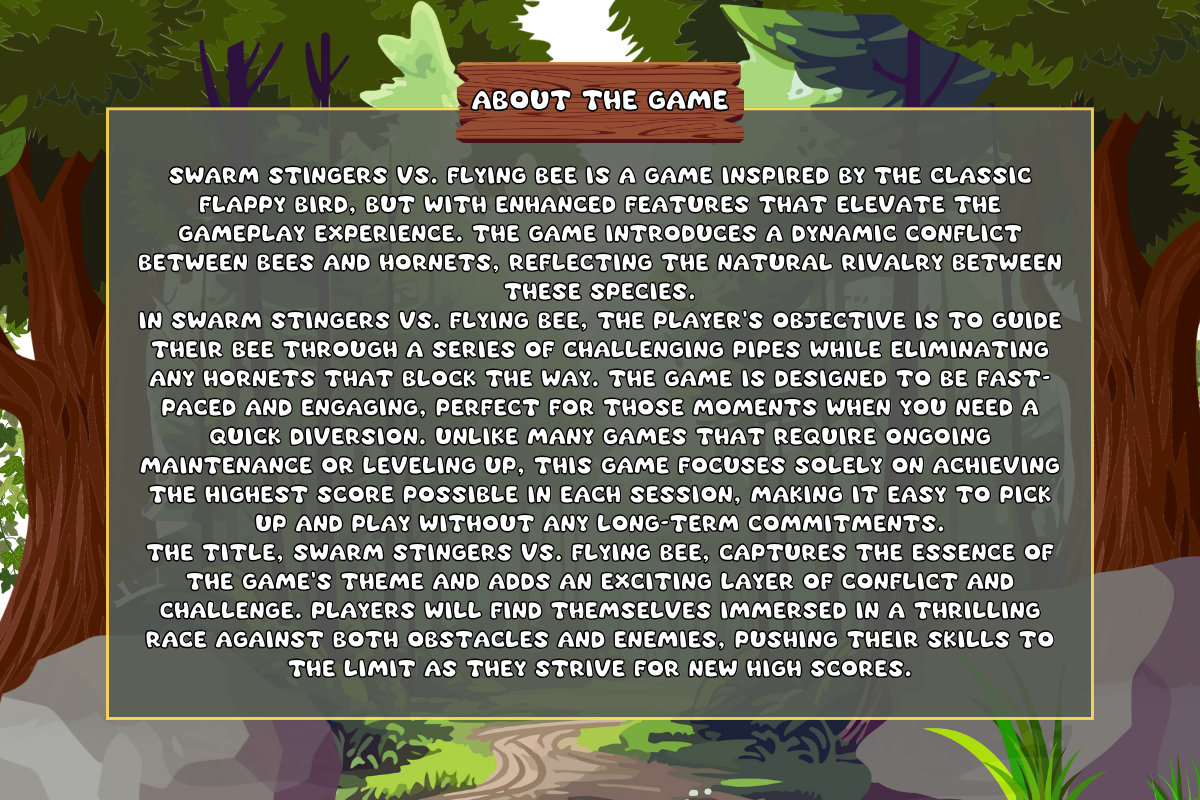 ABOUT THE GAME
SWARM STINGERS VS. FLYING BEE IS A GAME INSPIRED BY THE CLASSIC
FLAPPY BIRD, BUT WITH ENHANCED FEATURES THAT ELEVATE THE
GAMEPLAY EXPERIENCE. THE GAME INTRODUCES A DYNAMIC CONFLICT
BETWEEN BEES AND HORNETS, REFLECTING THE NATURAL RIVALRY BETWEEN
THESE SPECIES.
IN SWARM STINGERS VS. FLYING BEE, THE PLAYER'S OBJECTIVE IS TO GUIDE
THEIR BEE THROUGH A SERIES OF CHALLENGING PIPES WHILE ELIMINATING
ANY HORNETS THAT BLOCK THE WAY. THE GAME IS DESIGNED TO BE FAST-
PACED AND ENGAGING, PERFECT FOR THOSE MOMENTS WHEN YOU NEED A
QUICK DIVERSION. UNLIKE MANY GAMES THAT REQUIRE ONGOING
MAINTENANCE OR LEVELING UP, THIS GAME FOCUSES SOLELY ON ACHIEVING
THE HIGHEST SCORE POSSIBLE IN EACH SESSION, MAKING IT EASY TO PICK
UP AND PLAY WITHOUT ANY LONG-TERM COMMITMENTS.
THE TITLE, SWARM STINGERS VS. FLYING BEE, CAPTURES THE ESSENCE OF
THE GAME'S THEME AND ADDS AN EXCITING LAYER OF CONFLICT AND
CHALLENGE. PLAYERS WILL FIND THEMSELVES IMMERSED IN A THRILLING
RACE AGAINST BOTH OBSTACLES AND ENEMIES, PUSHING THEIR SKILLS TO
THE LIMIT AS THEY STRIVE FOR NEW HIGH SCORES.